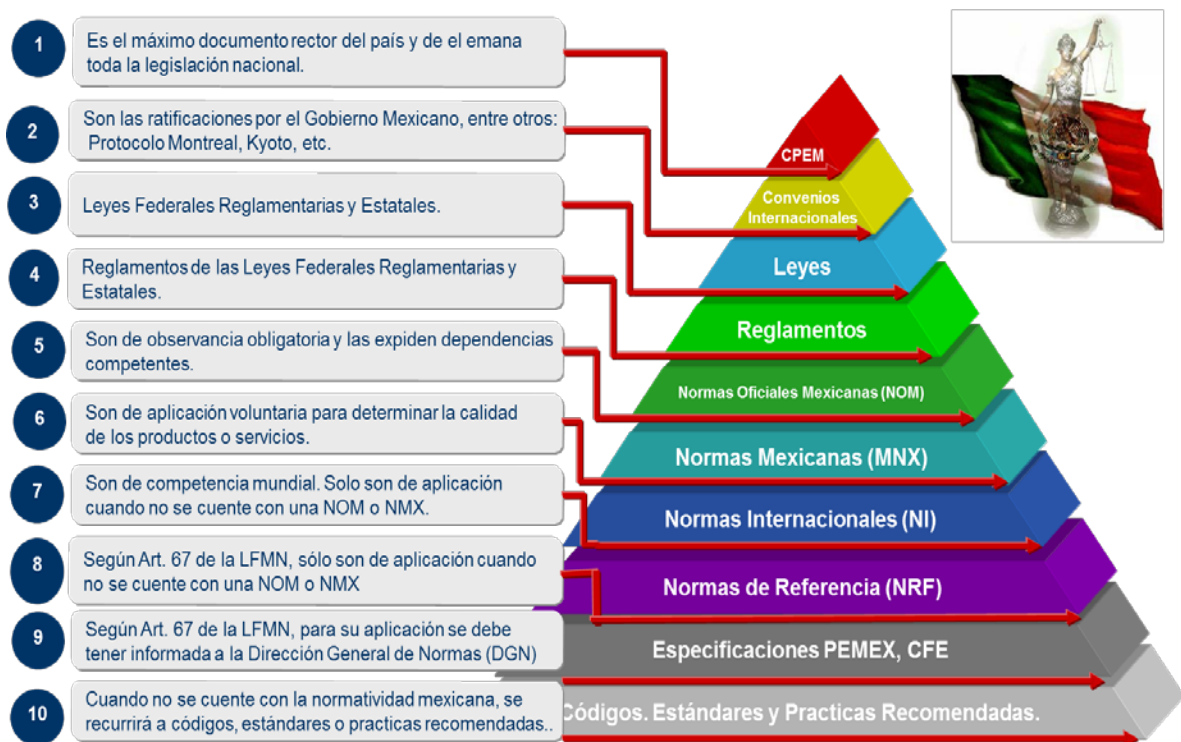 1
Es el máximo documento rector del país y de el emana
toda la legislación nacional.
2
Son las ratificaciones por el Gobierno Mexicano, entre otros:
Protocolo Montreal, Kyoto, etc.
3
Leyes Federales Reglamentarias y Estatales.
4
Reglamentos de las Leyes Federales Reglamentarias y
Estatales.
5
Son de observancia obligatoria y las expiden dependencias
competentes.
6
Son de aplicación voluntaria para determinar la calidad
de los productos o servicios.
7
Son de competencia mundial. Solo son de aplicación
cuando no se cuente con una NOM o NMX.
8
Según Art. 67 de la LFMN, sólo son de aplicación cuando
no se cuente con una NOM o NMX
9
Según Art. 67 de la LFMN, para su aplicación se debe
tener informada a la Dirección General de Normas (DGN)
10
Cuando no se cuente con la normatividad mexicana, se
recurrirá a códigos, estándares o practicas recomendadas..
CPEM
Convenios
Internacionales
Leyes
Reglamentos
Normas Oficiales Mexicanas (NOM)
Normas Mexicanas (MNX)
Normas Internacionales (NI)
Normas de Referencia (NRF)
Especificaciones PEMEX, CFE
Códigos. Estándares y Practicas Recomendadas.